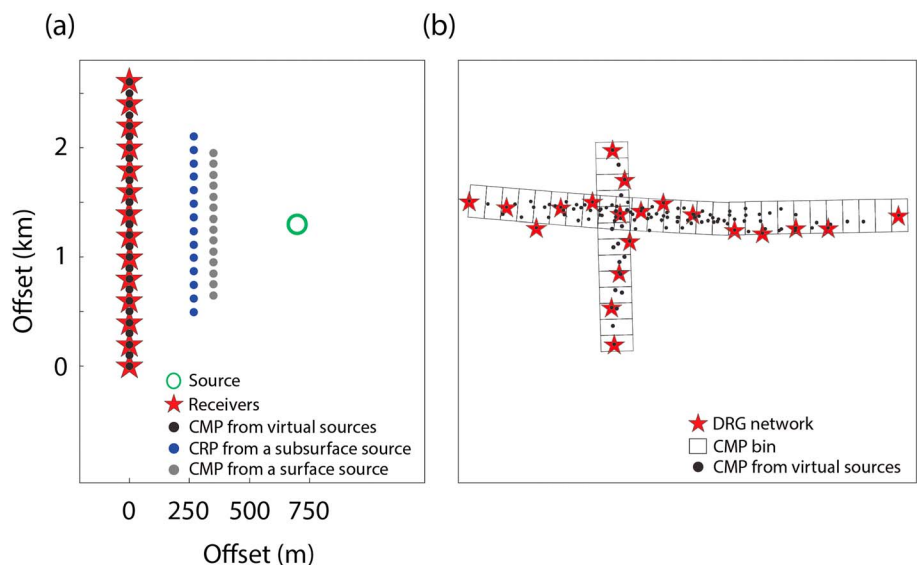 (a)
(b)
Offset (km)
2
1
0
Source
Receivers
CMP from virtual sources
CRP from a subsurface source
CMP from a surface source
0 250 500 750
Offset (m)
DRG network
CMP bin
CMP from virtual sources